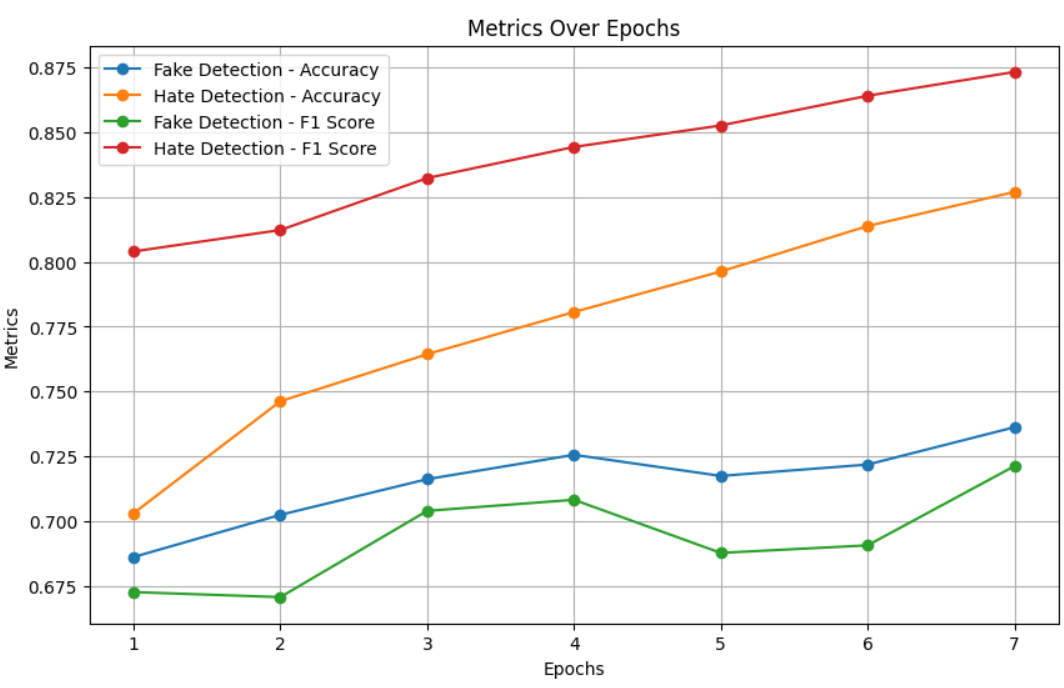 Metrics Over Epochs
0.875
0.850
0.825
0.800
0.775
0.750
0.725
0.700
0.675
Metrics
Fake Detection - Accuracy
Hate Detection - Accuracy
Fake Detection - F1 Score
Hate Detection - F1 Score
1 2 3 4 5 6 7
Epochs